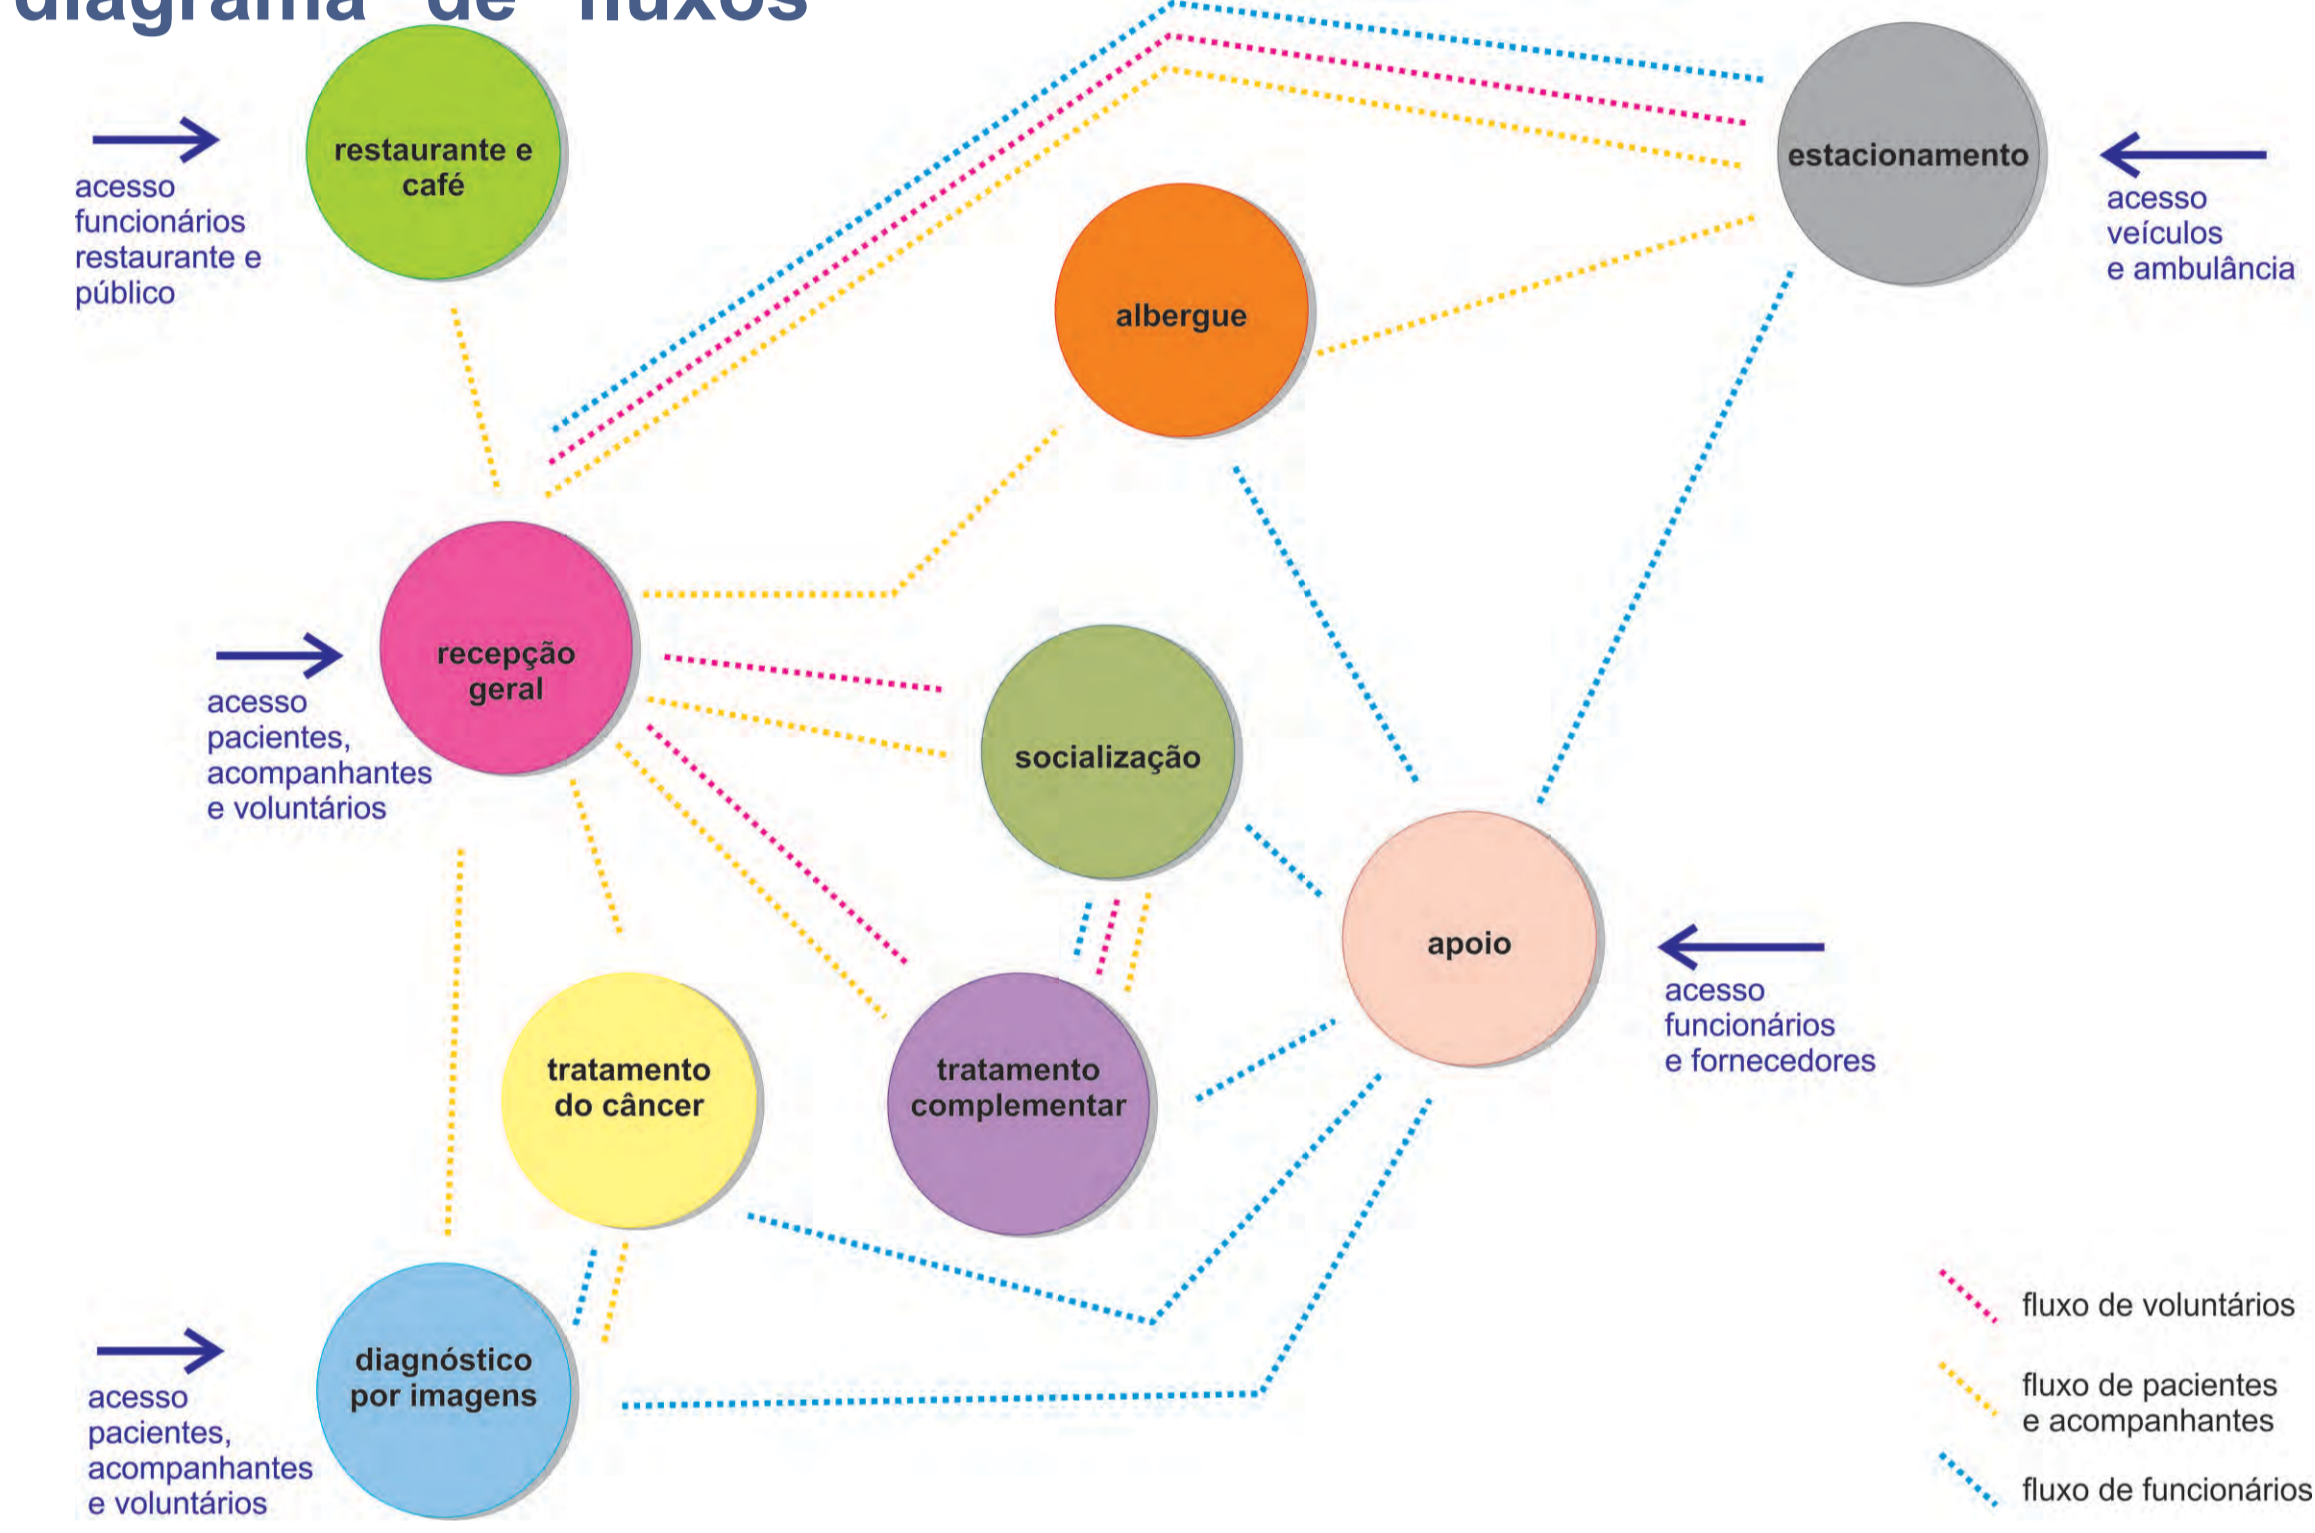 diagrama de fluxos
restaurante e
café
acesso
funcionários
restaurante e
público
estacionamento
acesso
veículos
e ambulância
albergue
recepção
geral
acesso
pacientes,
acompanhantes
e voluntários
socialização
apoio
acesso
funcionários
e fornecedores
tratamento
do câncer
tratamento
complementar
diagnóstico
por imagens
acesso
pacientes,
acompanhantes
e voluntários
fluxo de voluntários
fluxo de pacientes
e acompanhantes
fluxo de funcionários